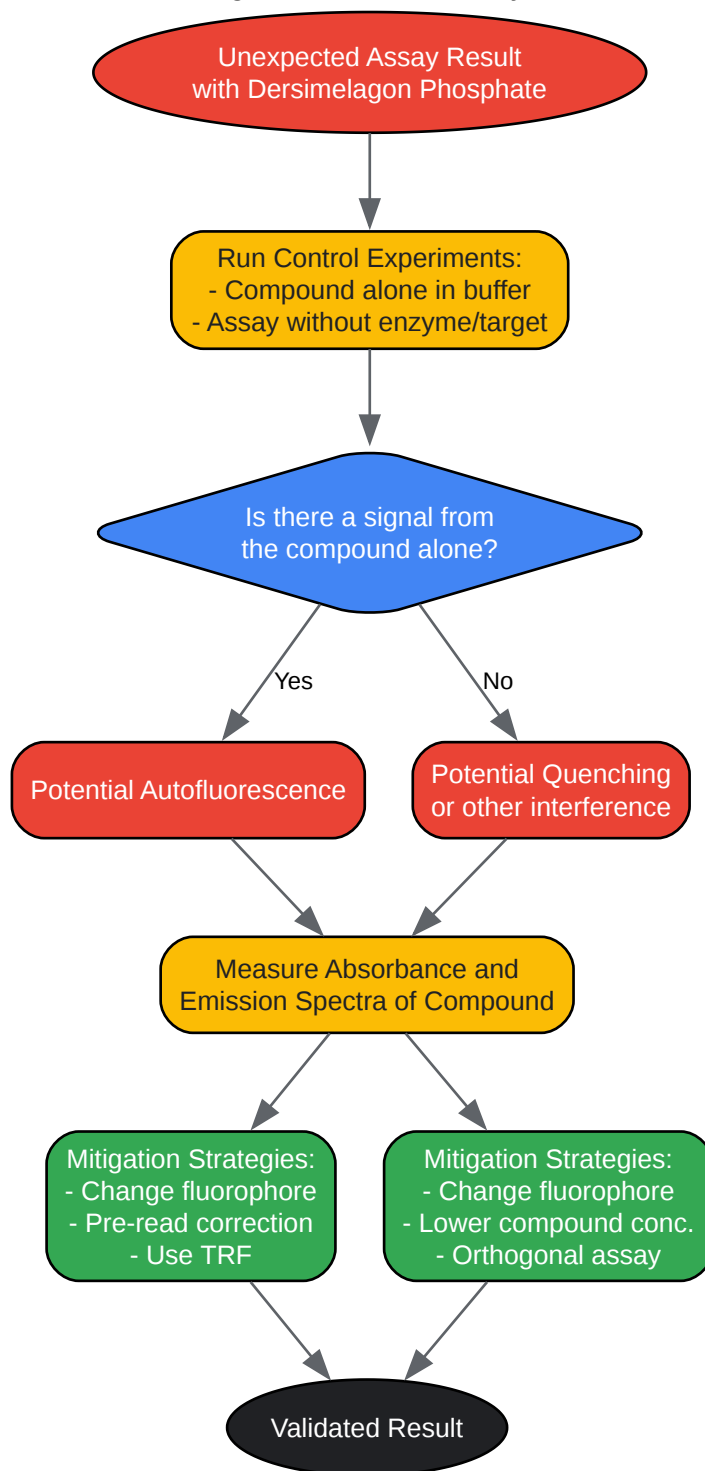 Unexpected Assay Result
with Dersimelagon Phosphate
Run Control Experiments:
- Compound alone in buffer
- Assay without enzyme/target
Is there a signal from
the compound alone?
Yes
No
Potential Autofluorescence
Potential Quenching
or other interference
Measure Absorbance and
Emission Spectra of Compound
Mitigation Strategies:
- Change fluorophore
- Pre-read correction
- Use TRF
Mitigation Strategies:
- Change fluorophore
- Lower compound conc.
- Orthogonal assay
Validated Result